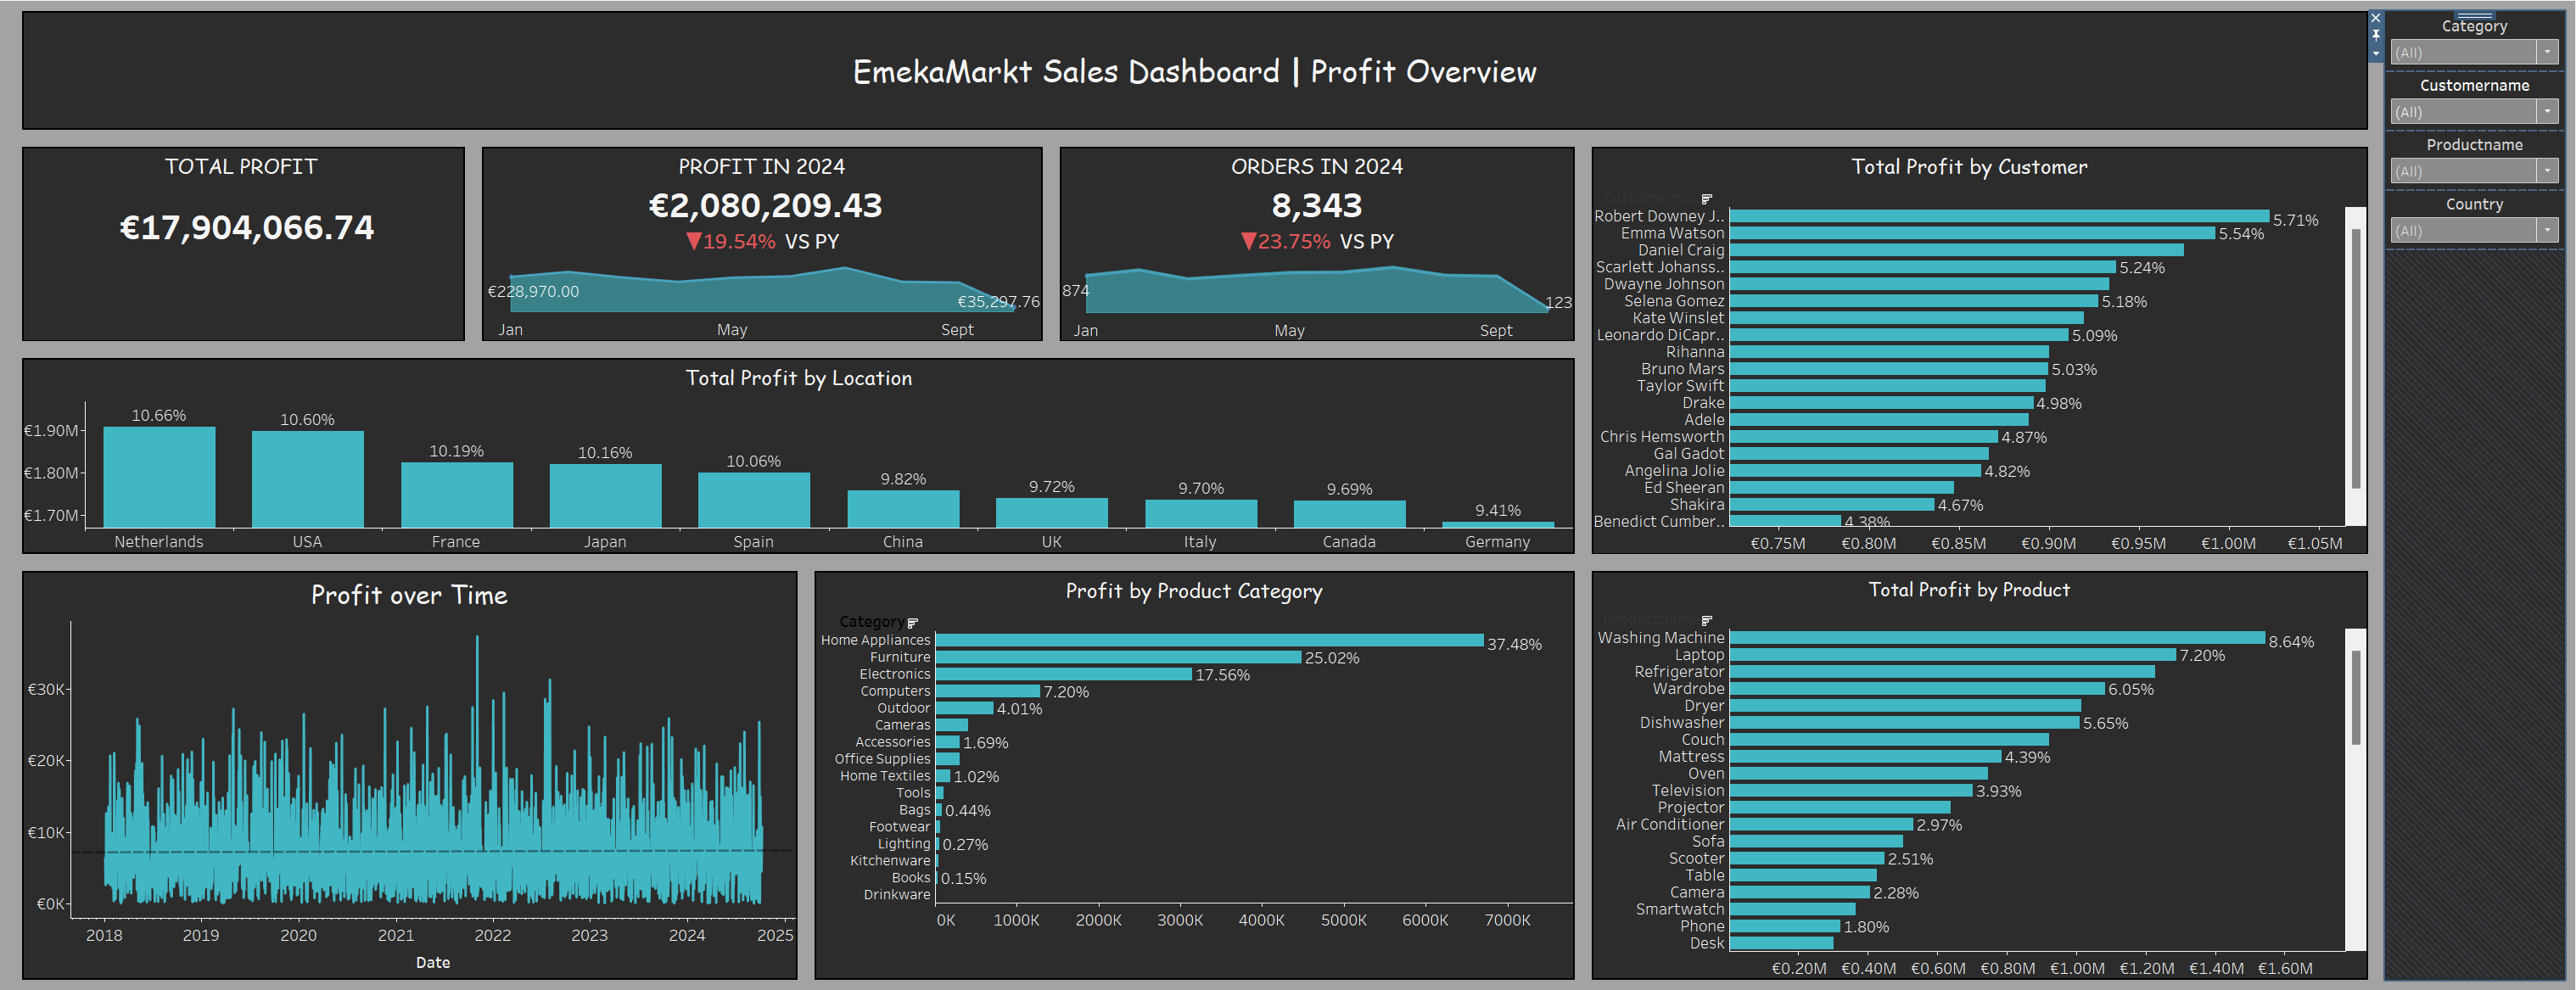 EmekaMarkt Sales Dashboard | Profit Overview
Category
(All)
Customername
(All)
Productname
(All)
Country
(All)
TOTAL PROFIT
€17,904,066.74
PROFIT IN 2024
€2,080,209.43
▼19.54% VS PY
€228,970.00
€35,297.76
Jan May Sept
ORDERS IN 2024
8,343
▼23.75% VS PY
874
123
Jan May Sept
Total Profit by Customer
Robert Downey J.. 5.71%
Emma Watson 5.54%
Daniel Craig
Scarlett Johanss.. 5.24%
Dwayne Johnson
Selena Gomez 5.18%
Kate Winslet
Leonardo DiCapr.. 5.09%
Rihanna
Bruno Mars 5.03%
Taylor Swift
Drake 4.98%
Adele
Chris Hemsworth 4.87%
Gal Gadot
Angelina Jolie 4.82%
Ed Sheeran
Shakira 4.67%
Benedict Cumber.. 4.38%
€0.75M €0.80M €0.85M €0.90M €0.95M €1.00M €1.05M
Total Profit by Location
10.66% 10.60% 10.19% 10.16% 10.06% 9.82% 9.72% 9.70% 9.69% 9.41%
€1.90M
€1.80M
€1.70M
Netherlands USA France Japan Spain China UK Italy Canada Germany
Profit over Time
€30K
€20K
€10K
€0K
2018 2019 2020 2021 2022 2023 2024 2025
Date
Profit by Product Category
Category
Home Appliances 37.48%
Furniture 25.02%
Electronics 17.56%
Computers 7.20%
Outdoor 4.01%
Cameras
Accessories 1.69%
Office Supplies
Home Textiles 1.02%
Tools
Bags 0.44%
Footwear
Lighting 0.27%
Kitchenware
Books 0.15%
Drinkware
0K 1000K 2000K 3000K 4000K 5000K 6000K 7000K
Total Profit by Product
Productname
Washing Machine 8.64%
Laptop 7.20%
Refrigerator
Wardrobe 6.05%
Dryer
Dishwasher 5.65%
Couch
Mattress 4.39%
Oven
Television 3.93%
Projector
Air Conditioner 2.97%
Sofa
Scooter 2.51%
Table
Camera 2.28%
Smartwatch
Phone 1.80%
Desk
€0.20M €0.40M €0.60M €0.80M €1.00M €1.20M €1.40M €1.60M